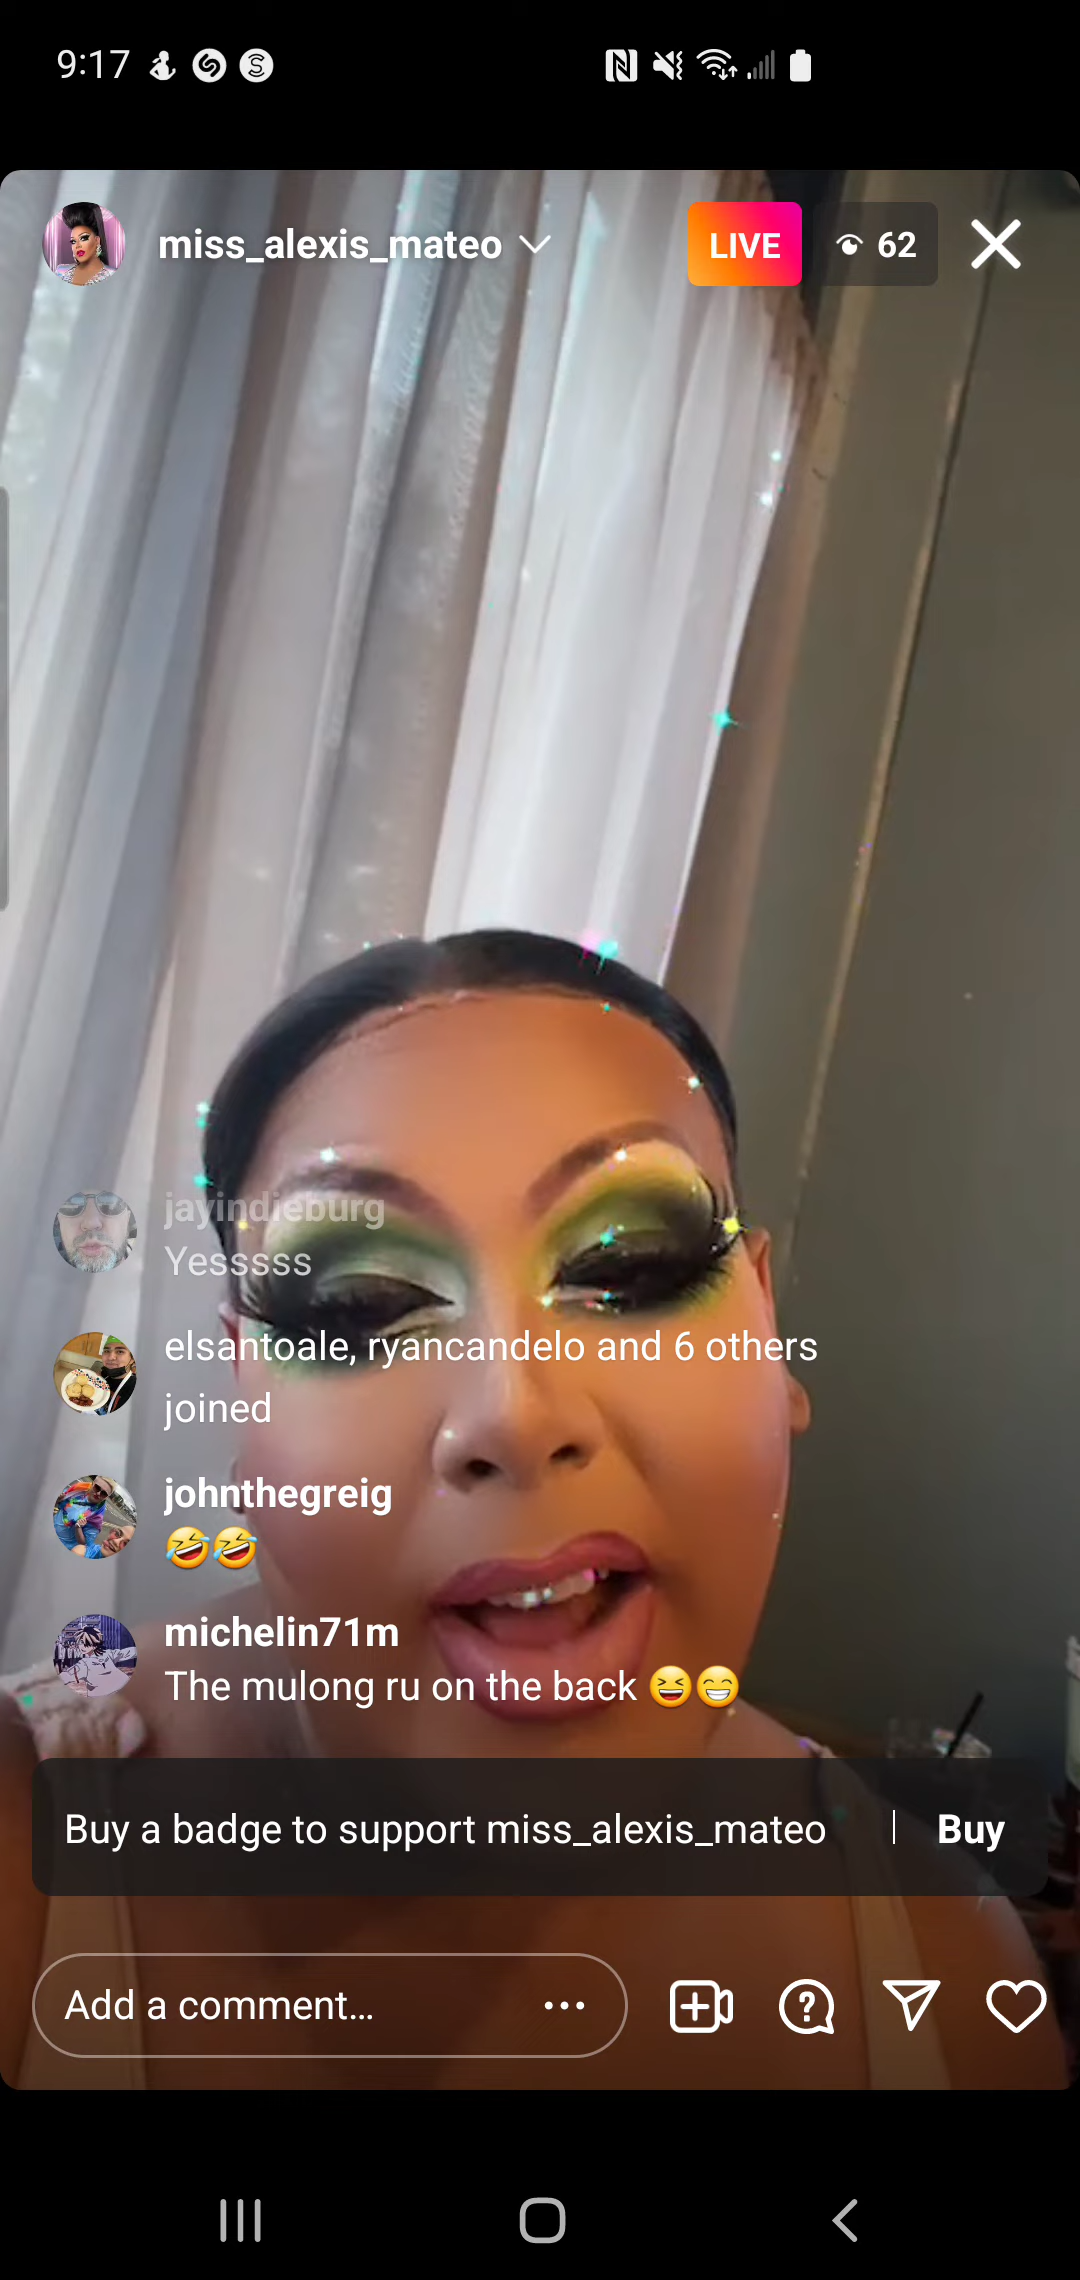 9:17
miss_alexis_mateo
LIVE
62
jayindieburg
Yesssss
elsantoale, ryancandelo and 6 others
joined
johnthegreig
🤣🤣
michelin71m
The mulong ru on the back 😆😁
Buy a badge to support miss_alexis_mateo | Buy
Add a comment...